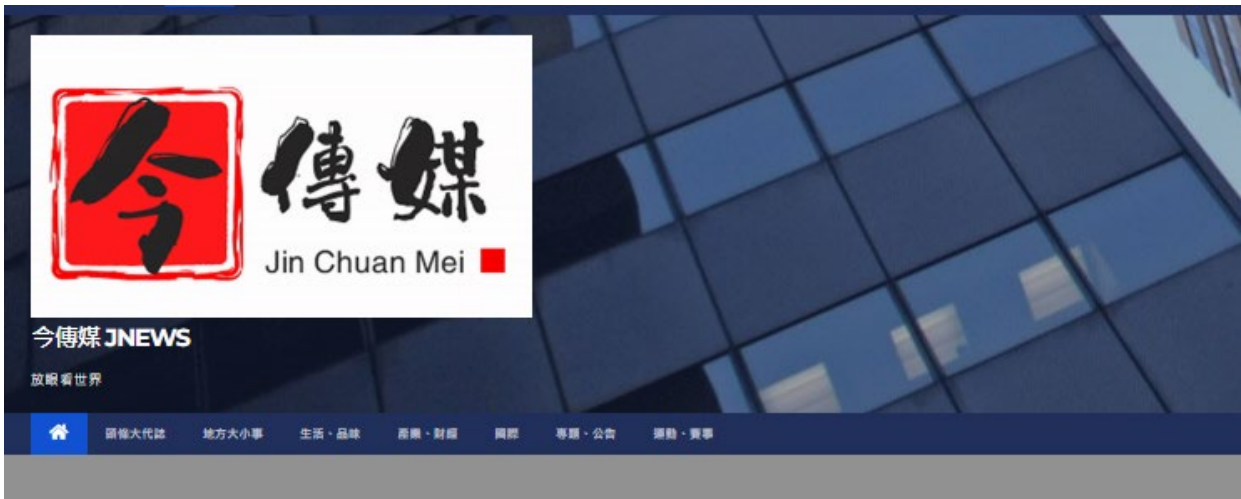 今傳媒
Jin Chuan Mei
今傳媒 JNEWS
放眼看世界
頭條大代誌 地方大小事 生活、品味 產業、財經 國際 專題、公告 運動、賽事